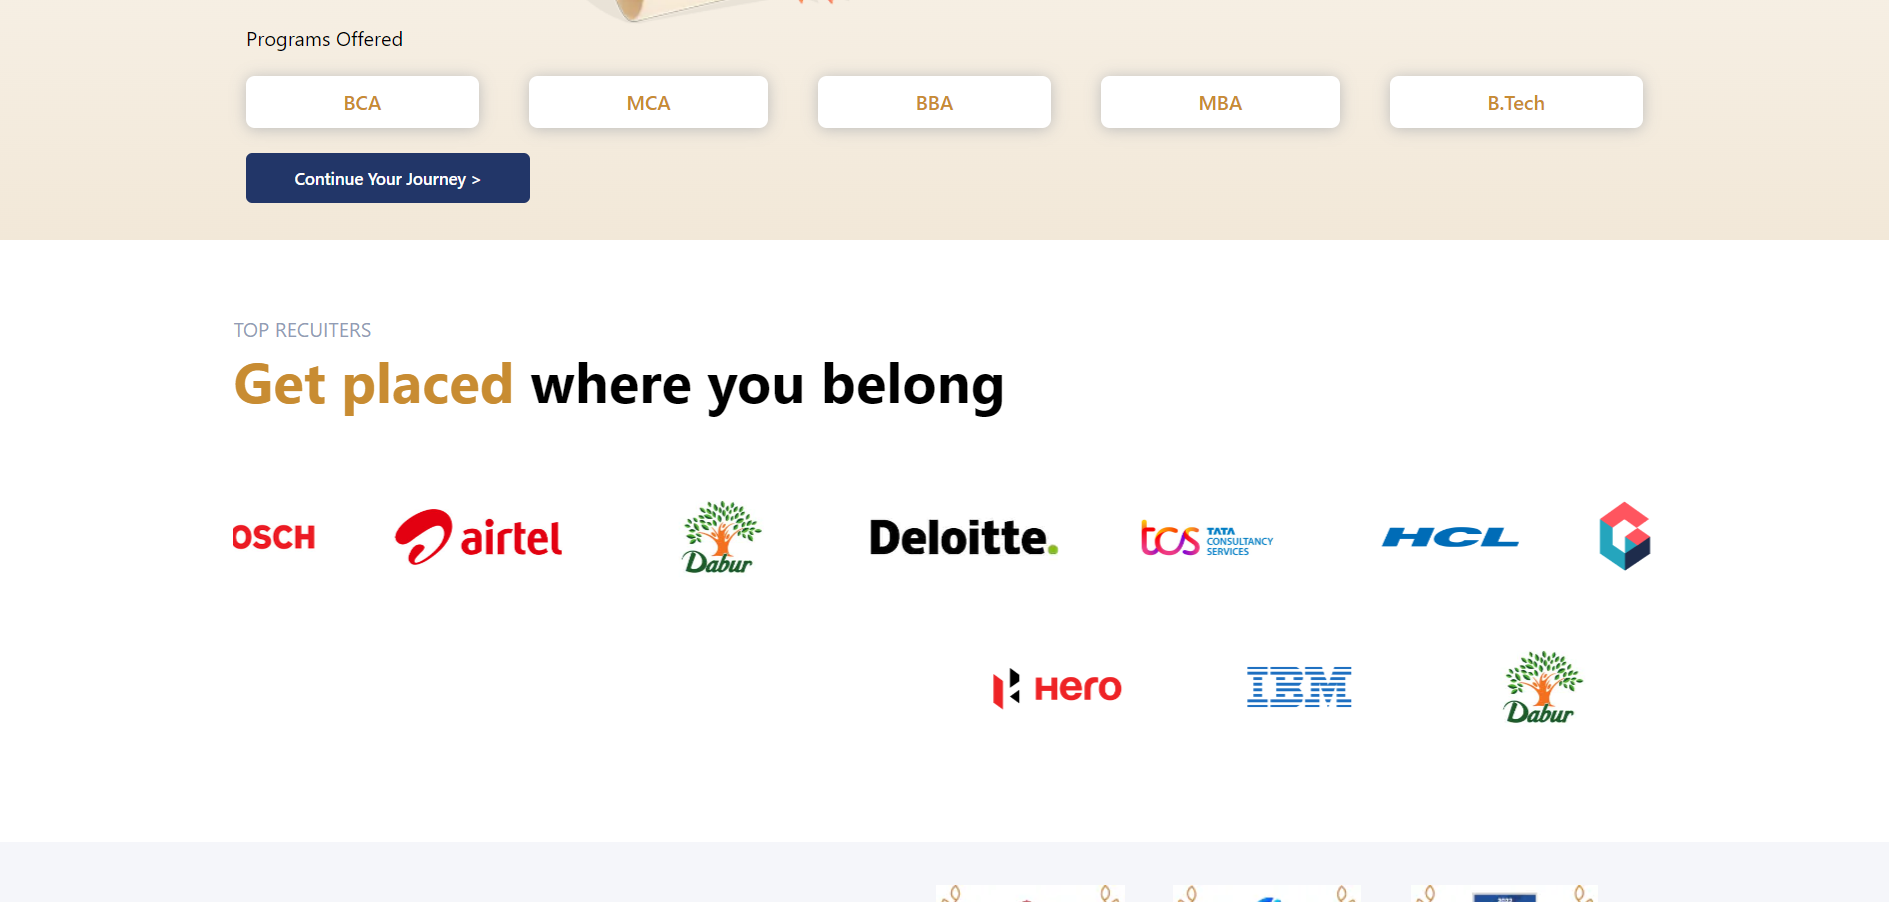 Programs Offered
BCA
MCA
BBA
MBA
B.Tech
Continue Your Journey >
TOP RECUITERS
Get placed where you belong
OSCH
airtel
Dabur
Deloitte.
tcs TATA
CONSULTANCY
SERVICES
HCL
Hero
IBM
Dabur
2022